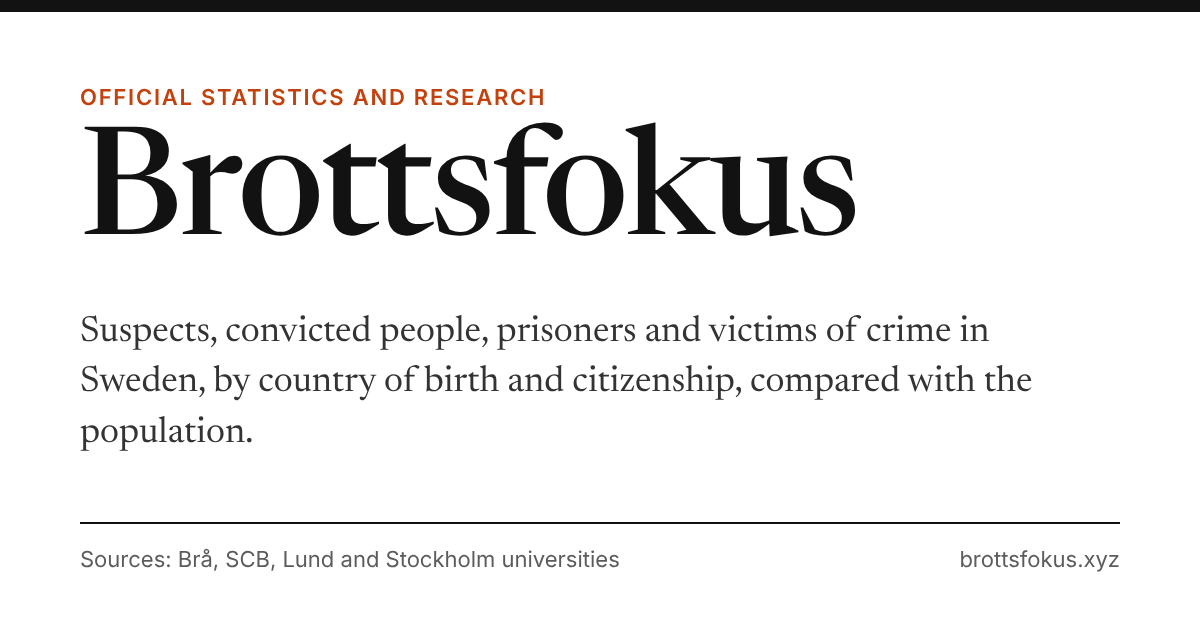 OFFICIAL STATISTICS AND RESEARCH
Brottsfokus
Suspects, convicted people, prisoners and victims of crime in
Sweden, by country of birth and citizenship, compared with the
population.
Sources: Brå, SCB, Lund and Stockholm universities
brottsfokus.xyz